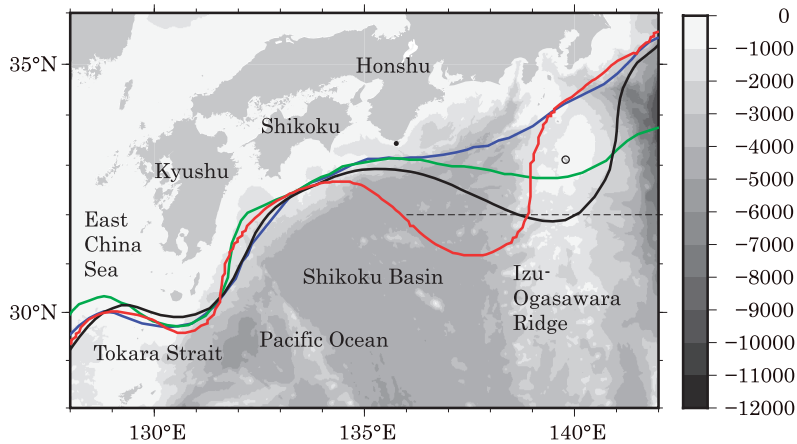 35°N
30°N
130°E
135°E
140°E
Honshu
Shikoku
Kyushu
East
China
Sea
Shikoku Basin
Izu-
Ogasawara
Ridge
Pacific Ocean
Tokara Strait
0
−1000
−2000
−3000
−4000
−5000
−6000
−7000
−8000
−9000
−10000
−11000
−12000